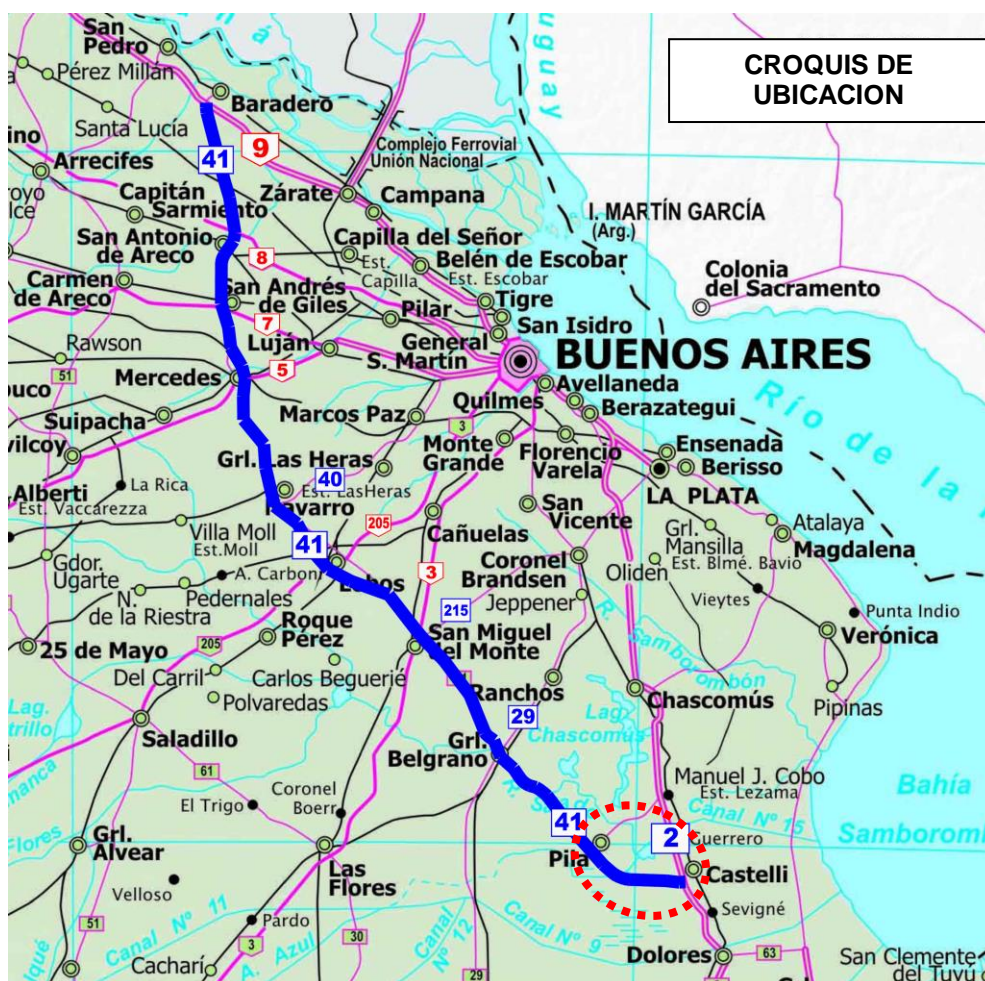 CROQUIS DE
UBICACION
San
Pedro
Pérez Millán
Baradero
Santa Lucía
Arrecifes
41
9
Complejo Ferrovial
Unión Nacional
Uruguay
Capitán
Sarmiento
Zárate
Campana
I. MARTÍN GARCÍA
(Arg.)
San Antonio
de Areco
8
Capilla del Señor
Est.
Capilla
Belén de Escobar
Est. Escobar
Colonia
del Sacramento
Carmen
de Areco
San Andrés
de Giles
Pilar
Tigre
7
San Isidro
Rawson
Luján
General
S. Martín
BUENOS AIRES
51
Mercedes
5
Avellaneda
Suipacha
Marcos Paz
Quilmes
Berazategui
Río de la
3
Monte
Grande
Florencio
Varela
Ensenada
Berisso
Grl. Las Heras
40
Est. LasHeras
Alberti
Est. Vaccarezza
La Rica
Navarro
LA PLATA
San
Vicente
Villa Moll
Est.Moll
205
Cañuelas
Grl.
Mansilla
Est. Blmé. Bavio
Atalaya
Magdalena
41
Gdor.
Ugarte
A. Carboni
Lobos
3
Coronel
Brandsen
Oliden
N.
de la Riestra
Pedernales
Jeppener
Vieytes
Punta Indio
215
Roque
Pérez
205
25 de Mayo
San Miguel
del Monte
R. Samborombón
Verónica
Del Carril
Carlos Beguerié
Polvaredas
Ranchos
Chascomús
Pipinas
Lag.
29
Lag.
Chascomús
Saladillo
Grl.
Belgrano
61
Coronel
Boerr
El Trigo
Manuel J. Cobo
Est. Lezama
Bahía
Canal Nº 15
41
2
Flores
Grl.
Alvear
Pila
Guerrero
Las
Flores
Velloso
Castelli
Canal Nº 11
Sevigné
51
Pardo
Canal
Nº 12
Canal Nº 9
3
30
A. Azul
Dolores
63
Cacharí
29
San Clemente
del Tuyú